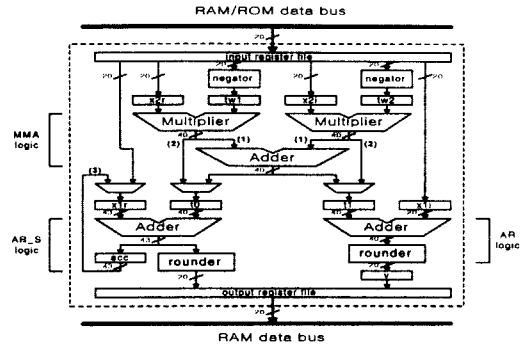 RAM/ROM data bus
20
input register file
20 20 20 20 20 20
negator negator
x2r tw1 x2i tw2
Multiplier Multiplier
MMA logic
40 40
(2) (1) (1) (2)
Adder
(3) 40
x1r t0 t1 x1i
43 40 40 20
Adder Adder
AR_S logic
AR logic
43 40
acc rounder rounder
43 20 20
y
output register file
20
RAM data bus